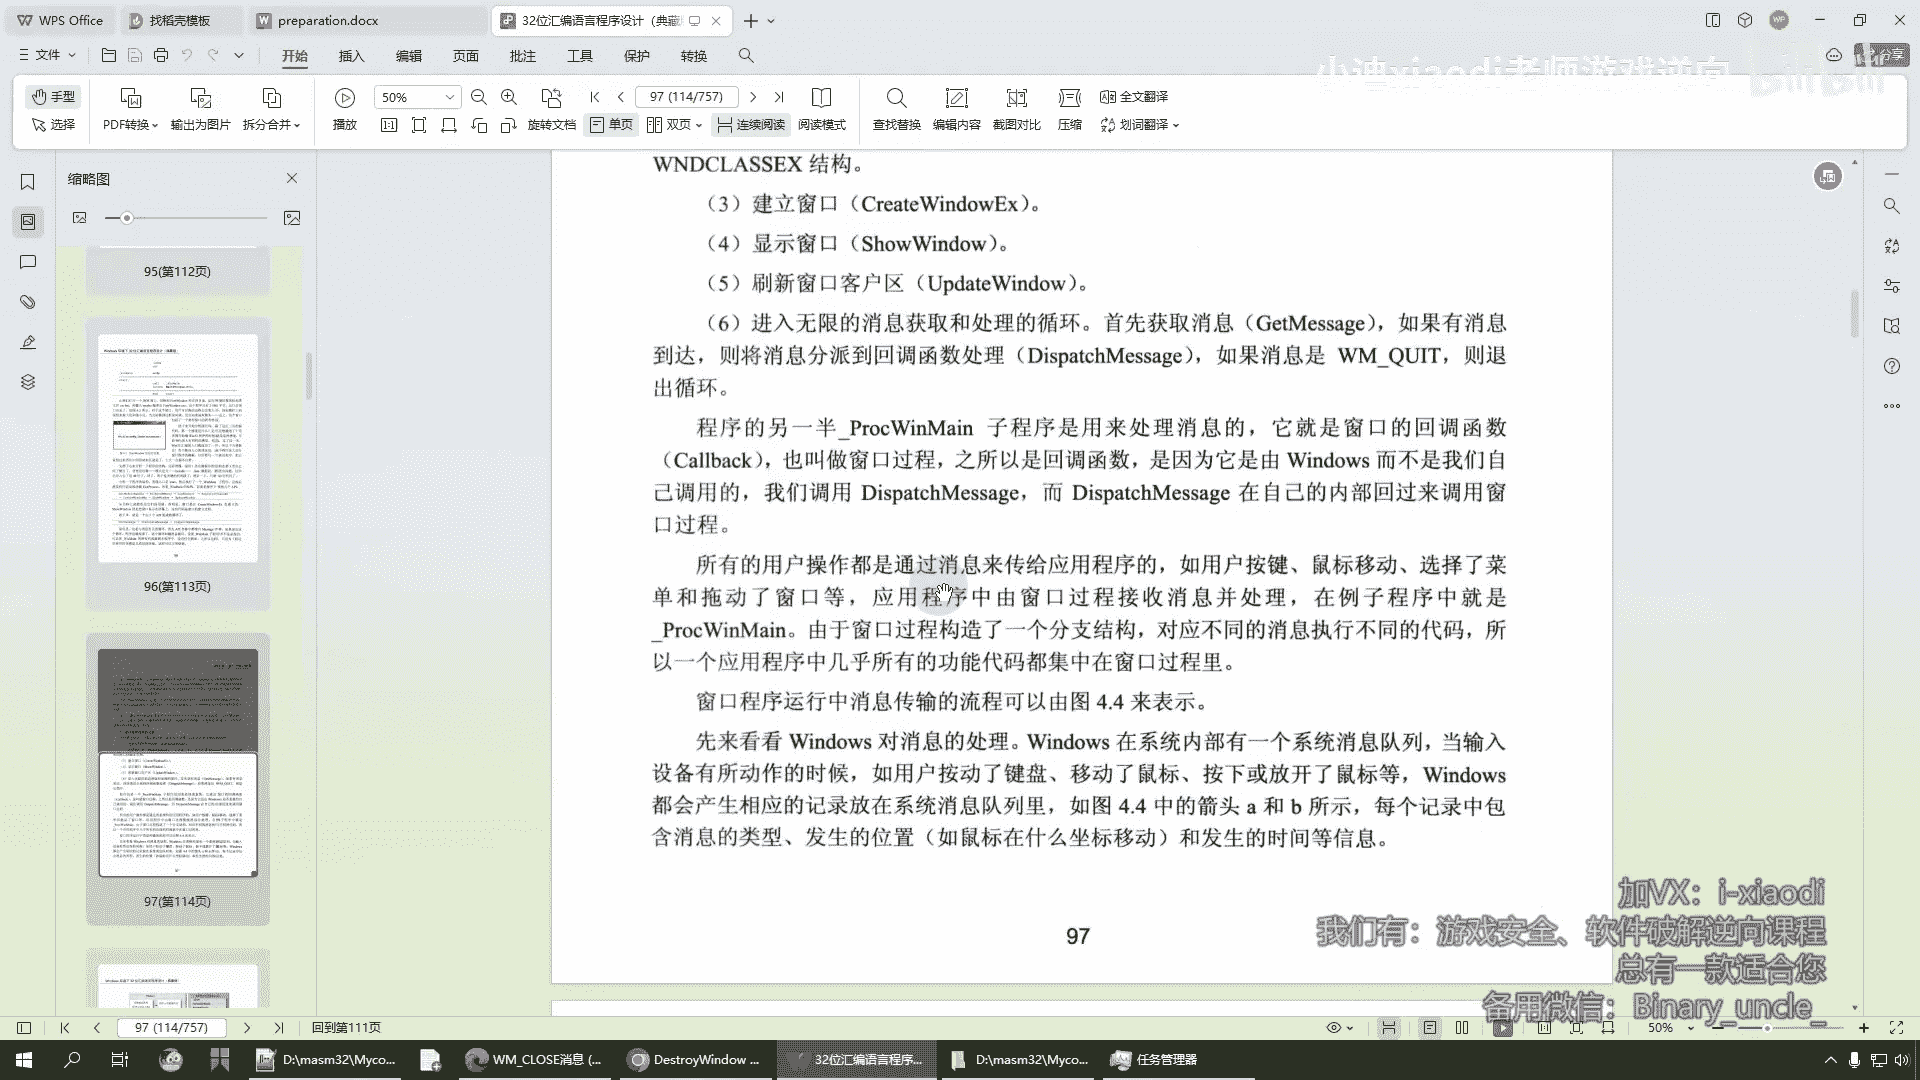 WPS Office
找稻壳模板
preparation.docx
32位汇编语言程序设计（典藏
文件
开始
插入
编辑
页面
批注
工具
保护
转换
分享
小迪xiaodi老师游戏逆向
手型
选择
PDF转换
输出为图片
拆分合并
播放
50%
旋转文档
97 (114/757)
单页
双页
连续阅读
阅读模式
查找替换
编辑内容
截图对比
压缩
全文翻译
划词翻译
缩略图
95(第112页)
96(第113页)
97(第114页)
WNDCLASSEX 结构。
（3）建立窗口（CreateWindowEx）。
（4）显示窗口（ShowWindow）。
（5）刷新窗口客户区（UpdateWindow）。
（6）进入无限的消息获取和处理的循环。首先获取消息（GetMessage），如果有消息
到达，则将消息分派到回调函数处理（DispatchMessage），如果消息是 WM_QUIT，则退
出循环。
程序的另一半_ProcWinMain 子程序是用来处理消息的，它就是窗口的回调函数
（Callback），也叫做窗口过程，之所以是回调函数，是因为它是由 Windows 而不是我们自
己调用的，我们调用 DispatchMessage，而 DispatchMessage 在自己的内部回过来调用窗
口过程。
所有的用户操作都是通过消息来传给应用程序的，如用户按键、鼠标移动、选择了菜
单和拖动了窗口等，应用程序中由窗口过程接收消息并处理，在例子程序中就是
_ProcWinMain。由于窗口过程构造了一个分支结构，对应不同的消息执行不同的代码，所
以一个应用程序中几乎所有的功能代码都集中在窗口过程里。
窗口程序运行中消息传输的流程可以由图 4.4 来表示。
先来看看 Windows 对消息的处理。Windows 在系统内部有一个系统消息队列，当输入
设备有所动作的时候，如用户按动了键盘、移动了鼠标、按下或放开了鼠标等，Windows
都会产生相应的记录放在系统消息队列里，如图 4.4 中的箭头 a 和 b 所示，每个记录中包
含消息的类型、发生的位置（如鼠标在什么坐标移动）和发生的时间等信息。
97
加VX：i-xiaodi
我们有：游戏安全、软件破解逆向课程
总有一款适合您
备用微信：Binary_uncle_
97 (114/757)
回到第111页
50%
D:\masm32\Myco...
WM_CLOSE消息 (...
DestroyWindow ...
32位汇编语言程序...
D:\masm32\Myco...
任务管理器